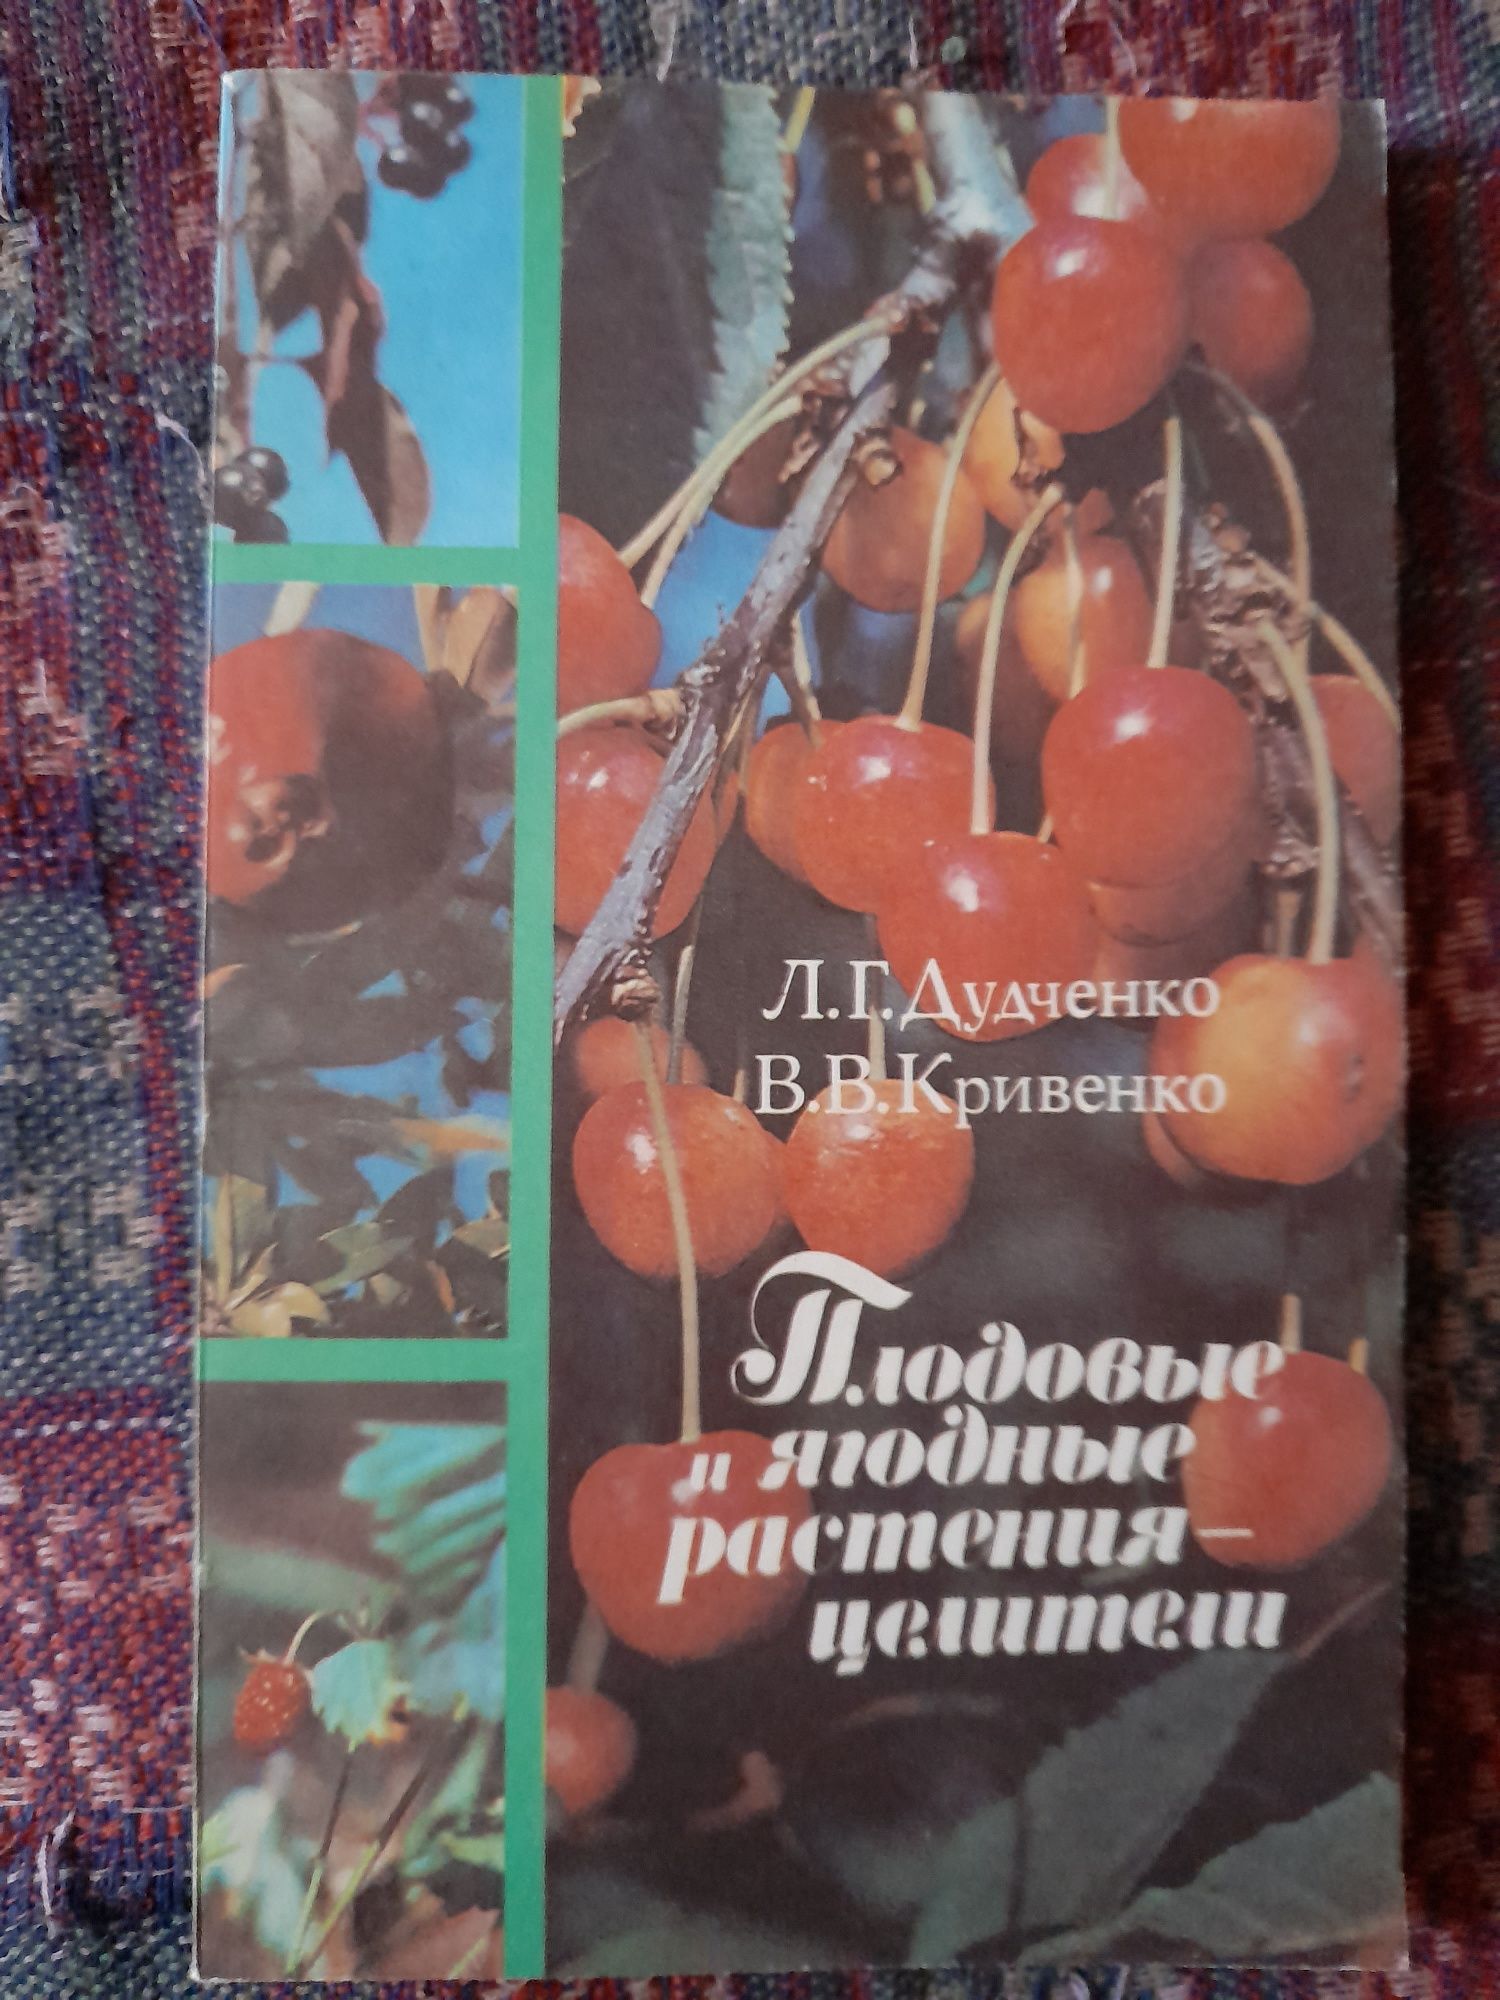 Л.Г.Дудченко
В.В.Кривенко
Плодовые
и ягодные
растения–
целители